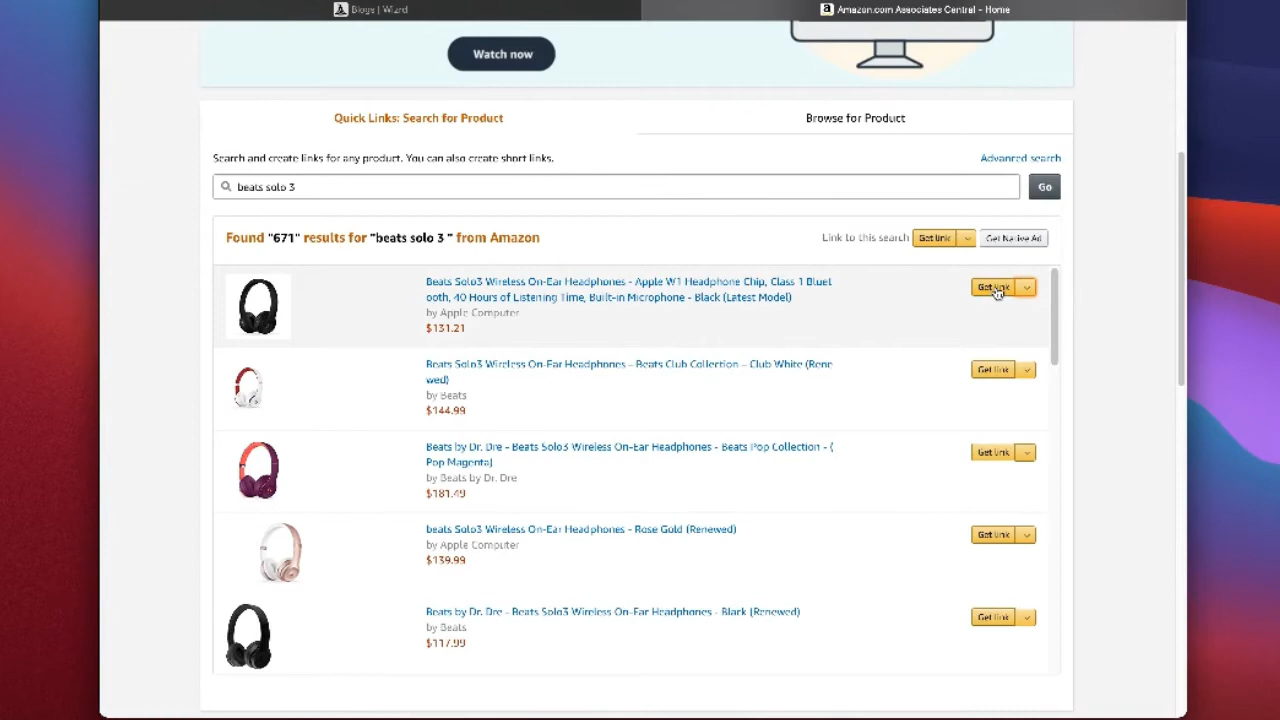 Blogs | Wizrd
Amazon.com Associates Central - Home
Watch now
Quick Links: Search for Product
Browse for Product
Search and create links for any product. You can also create short links.
Advanced search
beats solo 3
Go
Found "671" results for "beats solo 3 " from Amazon
Link to this search
Get link
Get Native Ad
Beats Solo3 Wireless On-Ear Headphones - Apple W1 Headphone Chip, Class 1 Bluet
ooth, 40 Hours of Listening Time, Built-in Microphone - Black (Latest Model)
by Apple Computer
$131.21
Get link
Beats Solo3 Wireless On-Ear Headphones - Beats Club Collection - Club White (Rene
wed)
by Beats
$144.99
Get link
Beats by Dr. Dre - Beats Solo3 Wireless On-Ear Headphones - Beats Pop Collection - (
Pop Magenta)
by Beats by Dr. Dre
$181.49
Get link
beats Solo3 Wireless On-Ear Headphones - Rose Gold (Renewed)
by Apple Computer
$139.99
Get link
Beats by Dr. Dre - Beats Solo3 Wireless On-Ear Headphones - Black (Renewed)
by Beats
$117.99
Get link